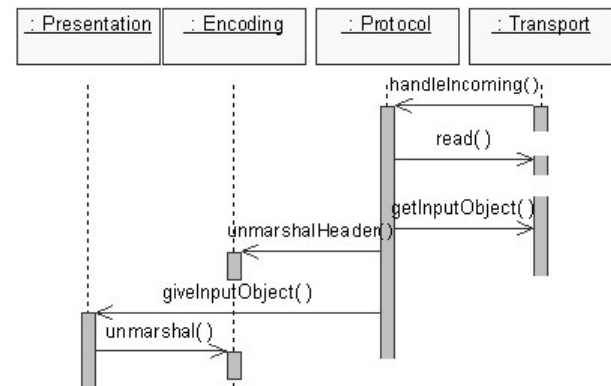 : Presentation
: Encoding
: Protocol
: Transport
handleIncoming()
read()
getInputObject()
unmarshalHeader()
giveInputObject()
unmarshal()